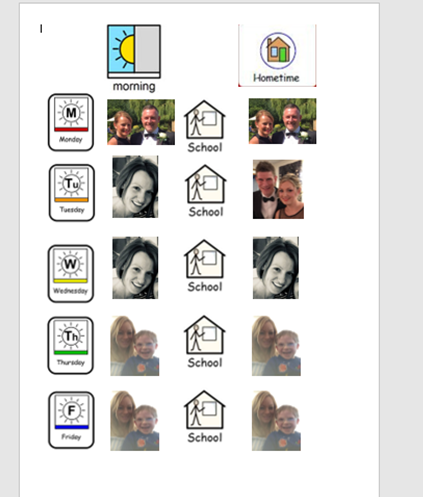 morning
Hometime
M
Monday
School
Tu
Tuesday
School
W
Wednesday
School
Th
Thursday
School
F
Friday
School